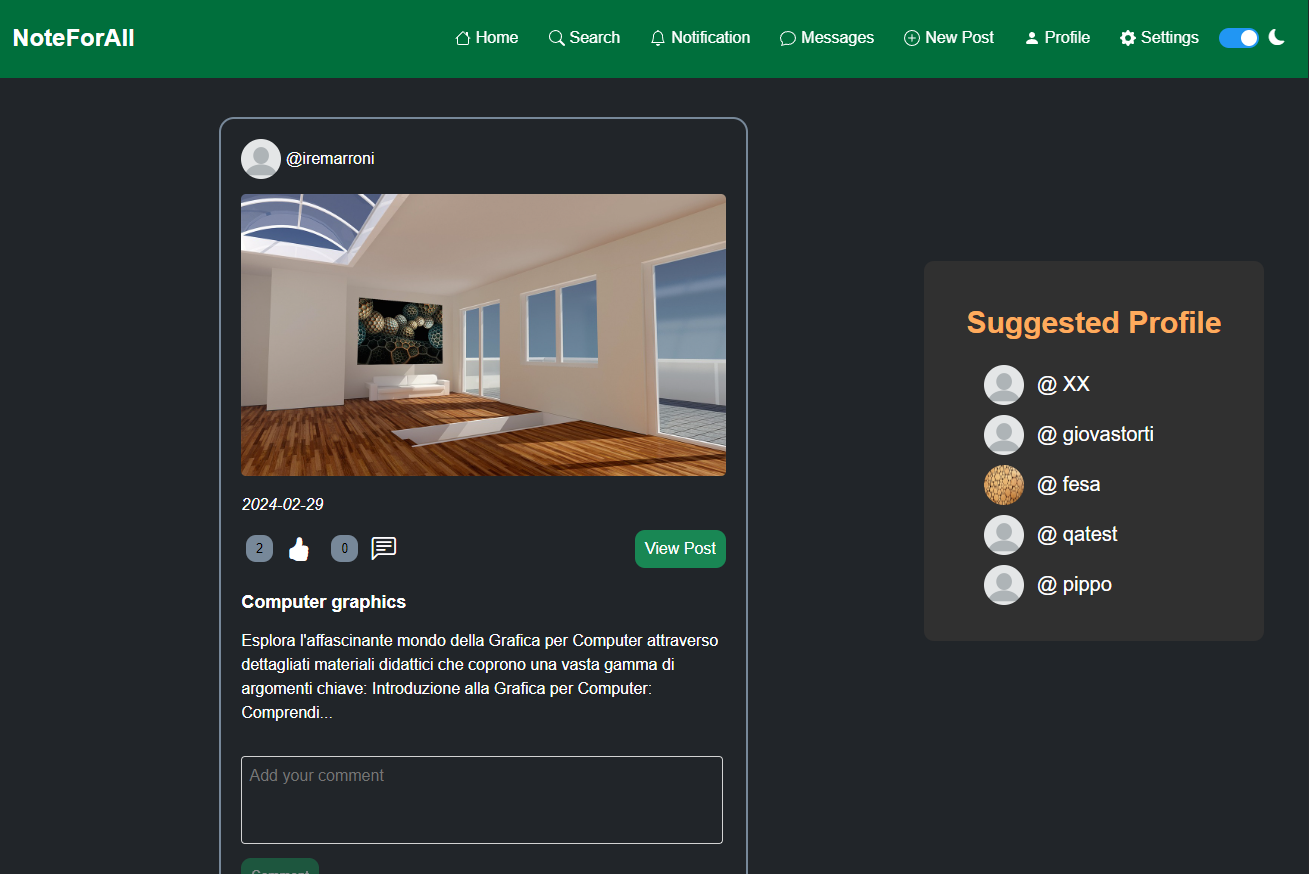 NoteForAll
Home Search Notification Messages New Post Profile Settings
@iremarroni
2024-02-29
2 0 View Post
Computer graphics
Esplora l'affascinante mondo della Grafica per Computer attraverso
dettagliati materiali didattici che coprono una vasta gamma di
argomenti chiave: Introduzione alla Grafica per Computer:
Comprendi...
Add your comment
Comment
Suggested Profile
@ XX
@ giovastorti
@ fesa
@ qatest
@ pippo